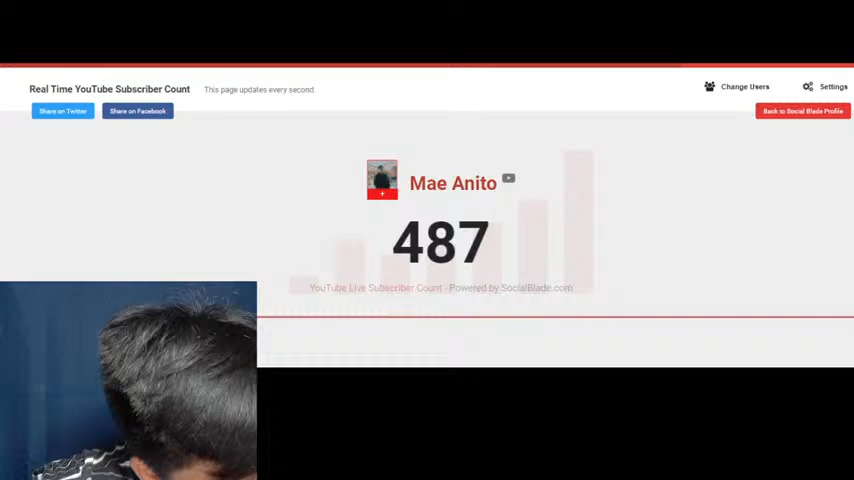 Real Time YouTube Subscriber Count This page updates every second.
Change Users Settings
Share on Twitter Share on Facebook
Back to Social Blade Profile
Mae Anito
487
YouTube Live Subscriber Count - Powered by SocialBlade.com